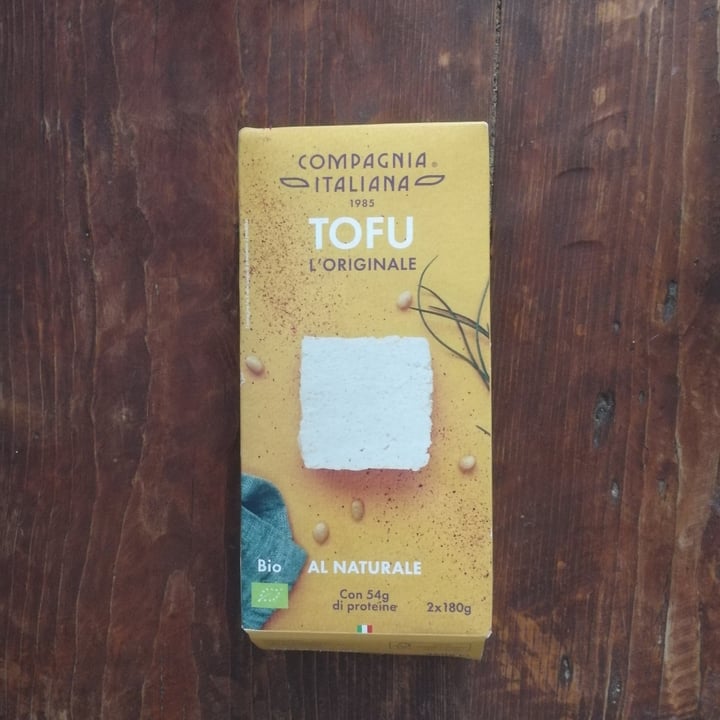 COMPAGNIA®
ITALIANA
1985
TOFU
L'ORIGINALE
Bio
AL NATURALE
Con 54g
di proteine
2x180g